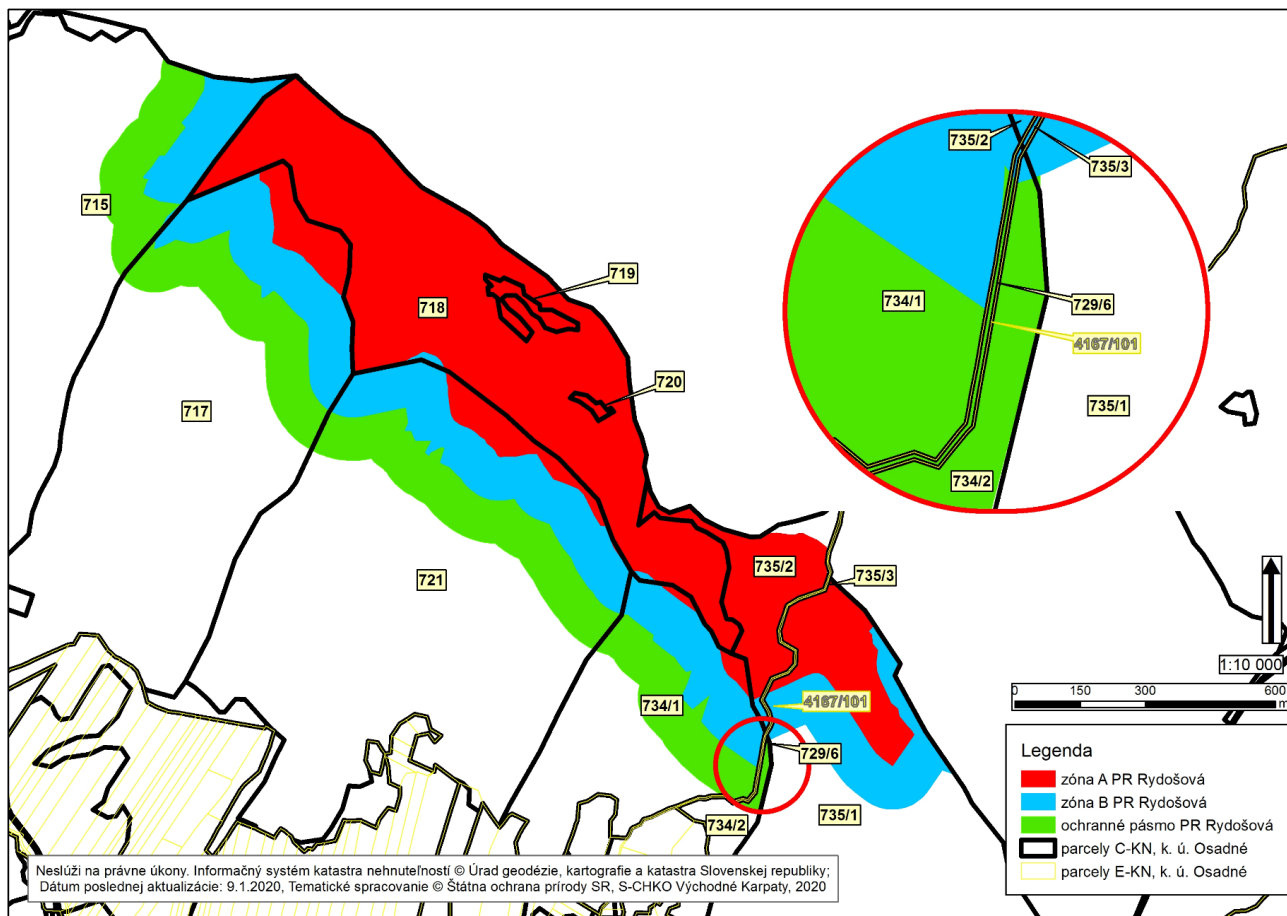 735/2
735/3
715
719
718
734/1
729/6
4167/101
720
735/1
717
734/2
735/2
735/3
721
1:10 000
0 150 300 600
m
734/1
4167/101
729/6
735/1
734/2
Legenda
zóna A PR Rydošová
zóna B PR Rydošová
ochranné pásmo PR Rydošová
parcely C-KN, k. ú. Osadné
parcely E-KN, k. ú. Osadné
Neslúži na právne úkony. Informačný systém katastra nehnuteľností © Úrad geodézie, kartografie a katastra Slovenskej republiky;
Dátum poslednej aktualizácie: 9.1.2020, Tematické spracovanie © Štátna ochrana prírody SR, S-CHKO Východné Karpaty, 2020